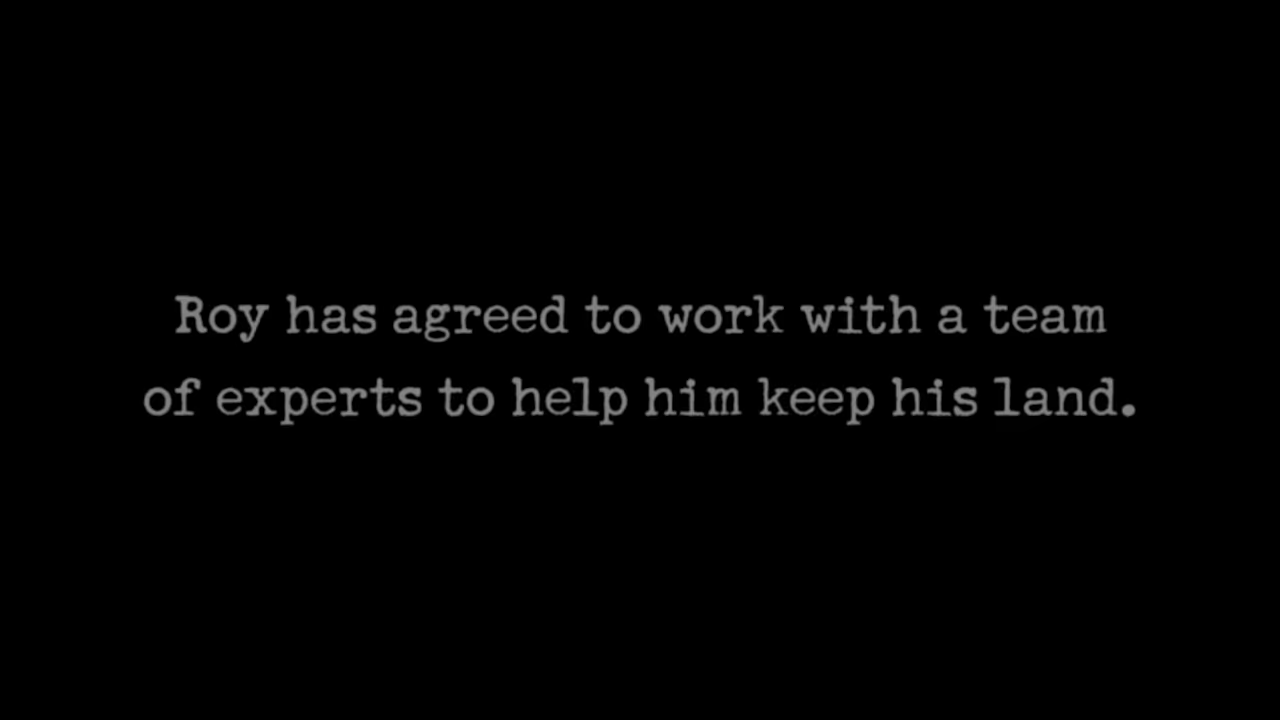 Roy has agreed to work with a team
of experts to help him keep his land.